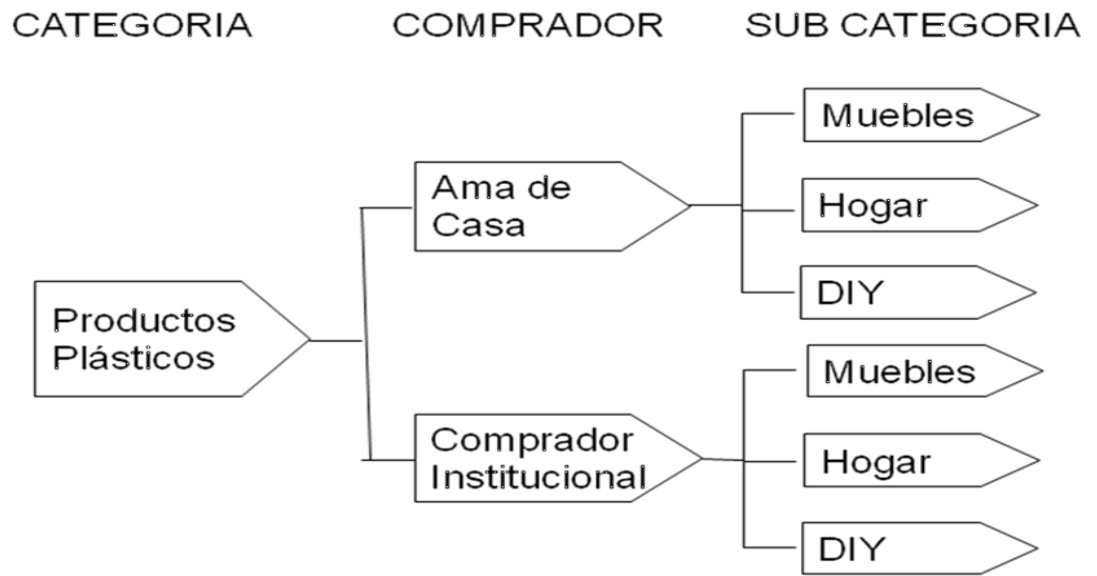 CATEGORIA
COMPRADOR
SUB CATEGORIA
Productos
Plásticos
Ama de
Casa
Muebles
Hogar
DIY
Comprador
Institucional
Muebles
Hogar
DIY